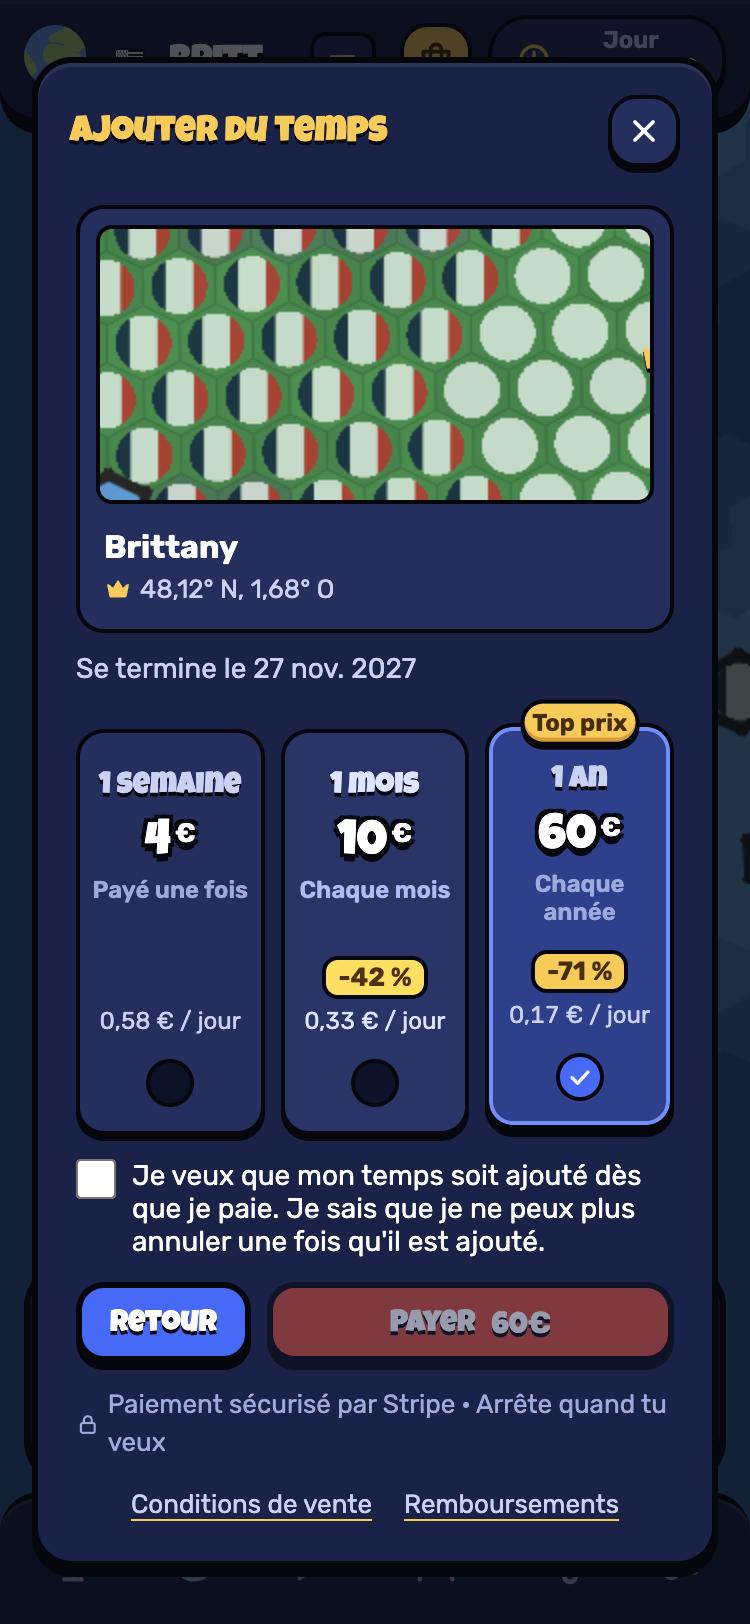 Jour
AJOUTER DU TEMPS
Brittany
48,12° N, 1,68° O
Se termine le 27 nov. 2027
Top prix
1 semaine
4€
Payé une fois
0,58 € / jour
1 mois
10€
Chaque mois
-42 %
0,33 € / jour
1 an
60€
Chaque
année
-71 %
0,17 € / jour
Je veux que mon temps soit ajouté dès
que je paie. Je sais que je ne peux plus
annuler une fois qu'il est ajouté.
RETOUR
PAYER 60€
Paiement sécurisé par Stripe • Arrête quand tu
veux
Conditions de vente
Remboursements